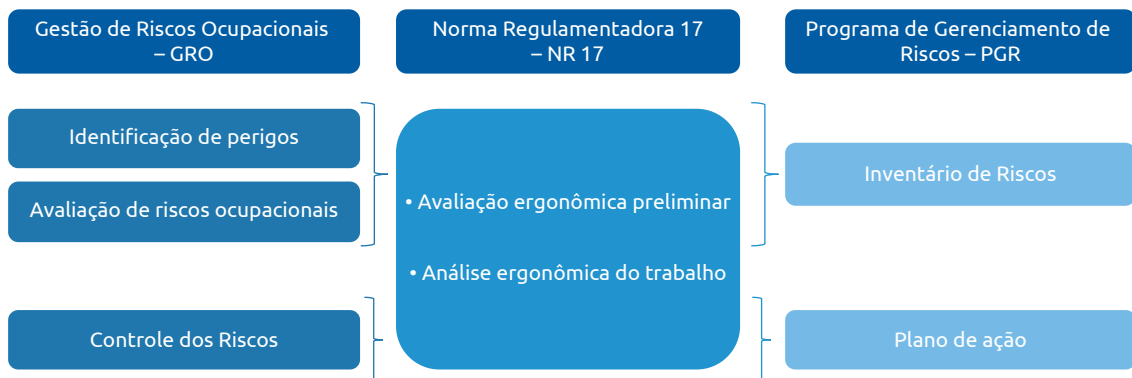 Gestão de Riscos Ocupacionais
– GRO
Norma Regulamentadora 17
– NR 17
Programa de Gerenciamento de
Riscos – PGR
Identificação de perigos
Avaliação de riscos ocupacionais
Controle dos Riscos
• Avaliação ergonômica preliminar
• Análise ergonômica do trabalho
Inventário de Riscos
Plano de ação